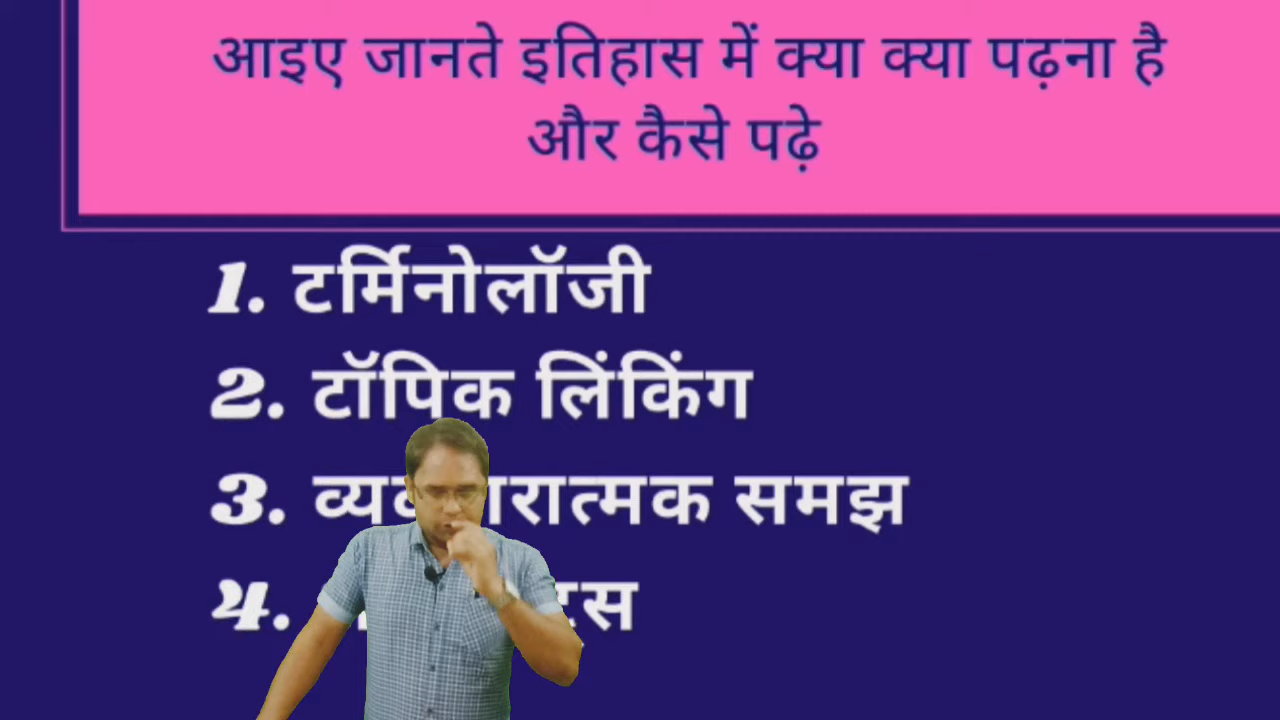 आइए जानते इतिहास में क्या क्या पढ़ना है
और कैसे पढ़े
1. टर्मिनोलॉजी
2. टॉपिक लिंकिंग
3. समझ
4.